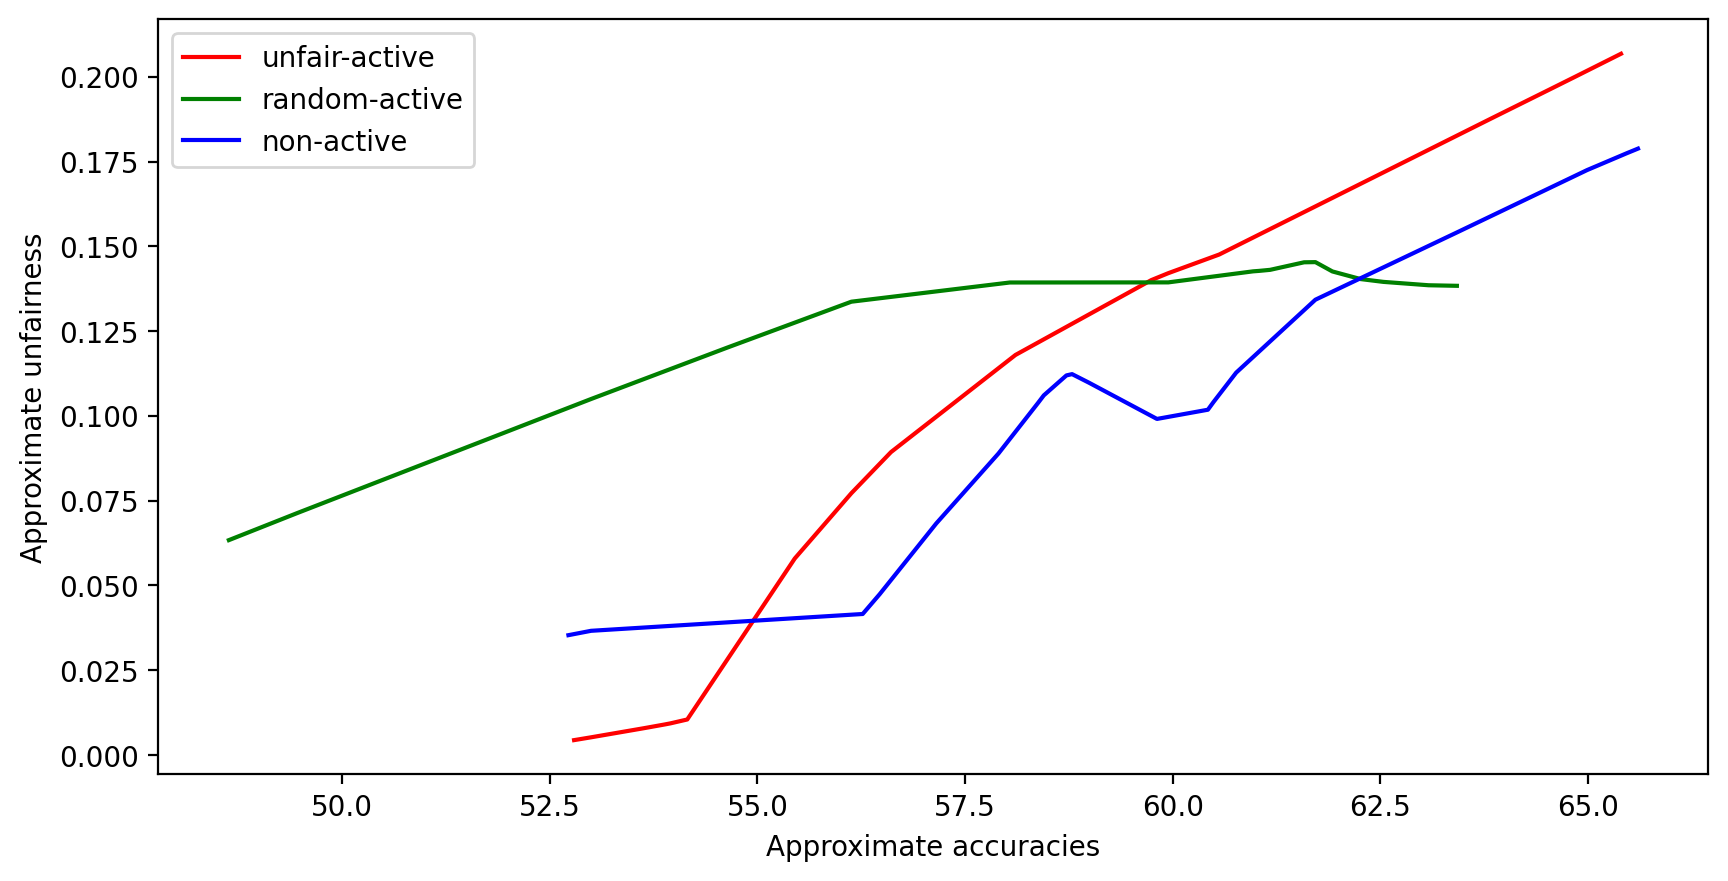 unfair-active
random-active
non-active
0.200
0.175
0.150
0.125
0.100
0.075
0.050
0.025
0.000
Approximate unfairness
50.0 52.5 55.0 57.5 60.0 62.5 65.0
Approximate accuracies